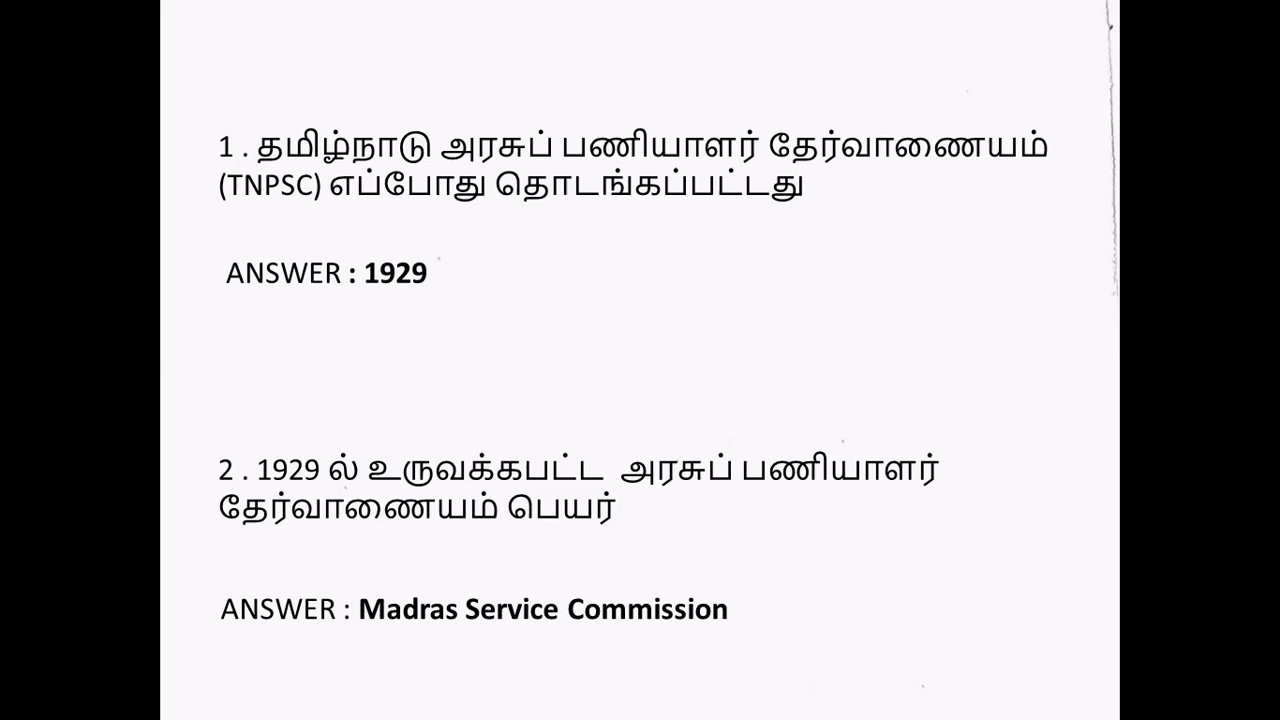 1 . தமிழ்நாடு அரசுப் பணியாளர் தேர்வாணையம்
(TNPSC) எப்போது தொடங்கப்பட்டது
ANSWER : 1929
2 . 1929 ல் உருவக்கபட்ட அரசுப் பணியாளர்
தேர்வாணையம் பெயர்
ANSWER : Madras Service Commission